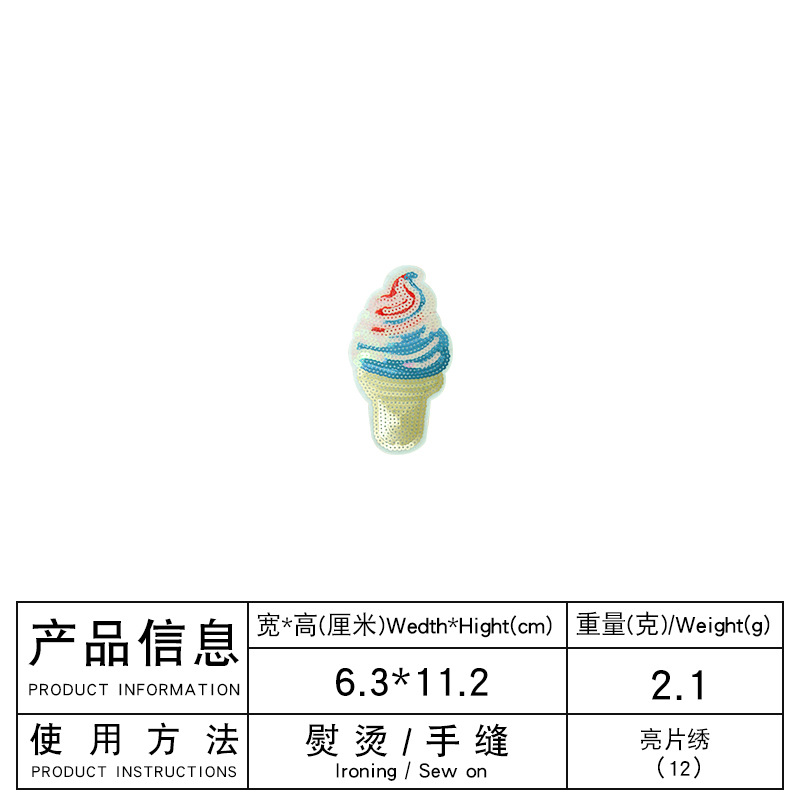 产品信息
PRODUCT INFORMATION
宽*高(厘米)Wedth*Hight(cm)
重量(克)/Weight(g)
6.3*11.2
2.1
使用方法
PRODUCT INSTRUCTIONS
熨烫/手缝
Ironing / Sew on
亮片绣
(12)